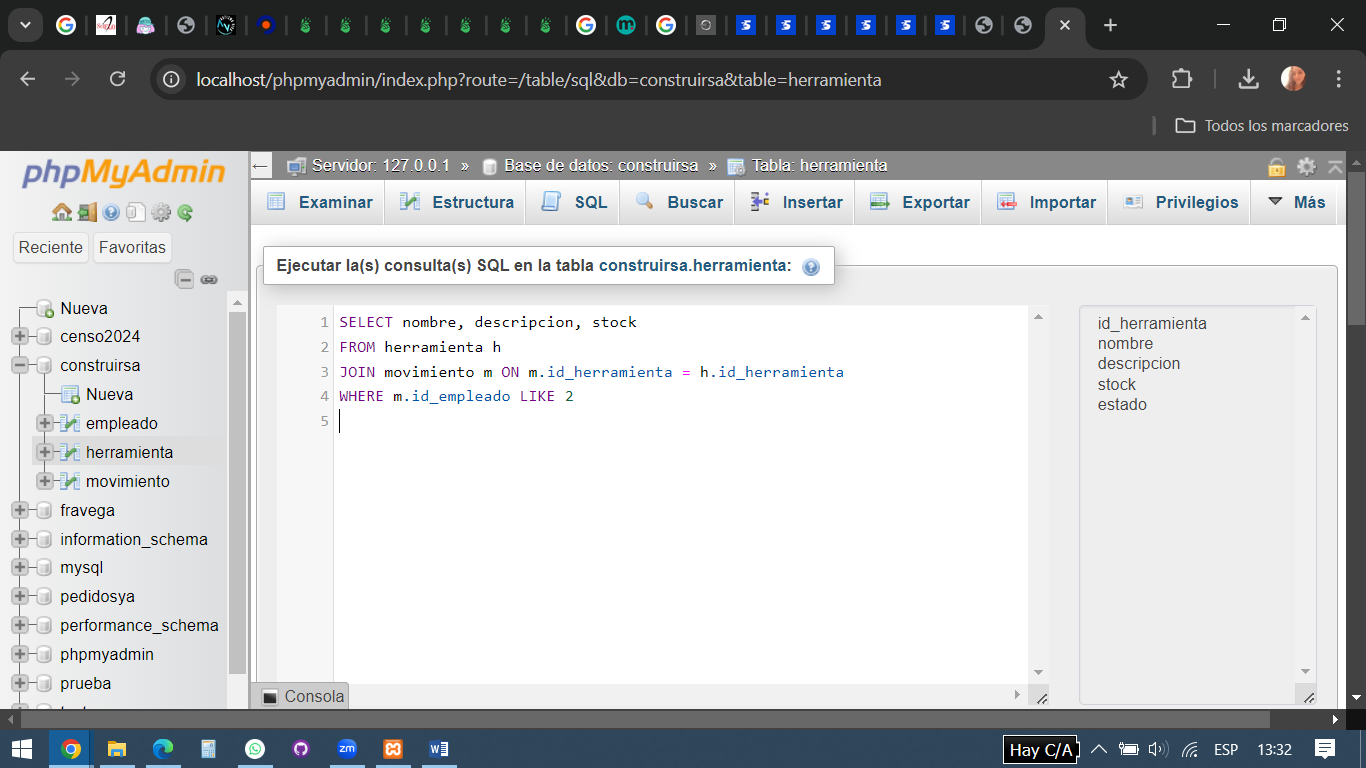 localhost/phpmyadmin/index.php?route=/table/sql&db=construirsa&table=herramienta
Todos los marcadores
phpMyAdmin
Reciente
Favoritas
Nueva
censo2024
construirsa
Nueva
empleado
herramienta
movimiento
fravega
information_schema
mysql
pedidosya
performance_schema
phpmyadmin
prueba
Servidor: 127.0.0.1 » Base de datos: construirsa » Tabla: herramienta
Examinar Estructura SQL Buscar Insertar Exportar Importar Privilegios Más
Ejecutar la(s) consulta(s) SQL en la tabla construirsa.herramienta:
1 SELECT nombre, descripcion, stock
2 FROM herramienta h
3 JOIN movimiento m ON m.id_herramienta = h.id_herramienta
4 WHERE m.id_empleado LIKE 2
5
id_herramienta
nombre
descripcion
stock
estado
Consola
zm
Hay C/A
ESP
13:32